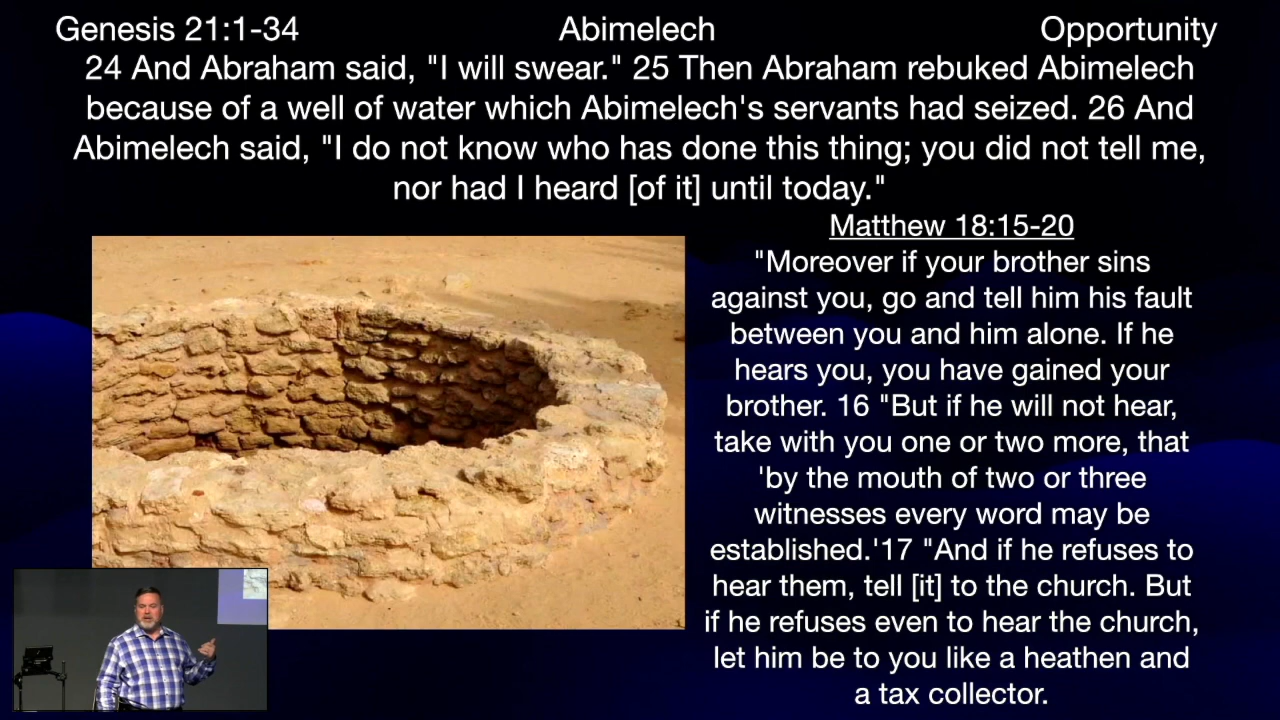 Genesis 21:1-34 Abimelech Opportunity
24 And Abraham said, "I will swear." 25 Then Abraham rebuked Abimelech
because of a well of water which Abimelech's servants had seized. 26 And
Abimelech said, "I do not know who has done this thing; you did not tell me,
nor had I heard [of it] until today."
Matthew 18:15-20
"Moreover if your brother sins
against you, go and tell him his fault
between you and him alone. If he
hears you, you have gained your
brother. 16 "But if he will not hear,
take with you one or two more, that
'by the mouth of two or three
witnesses every word may be
established.'17 "And if he refuses to
hear them, tell [it] to the church. But
if he refuses even to hear the church,
let him be to you like a heathen and
a tax collector.